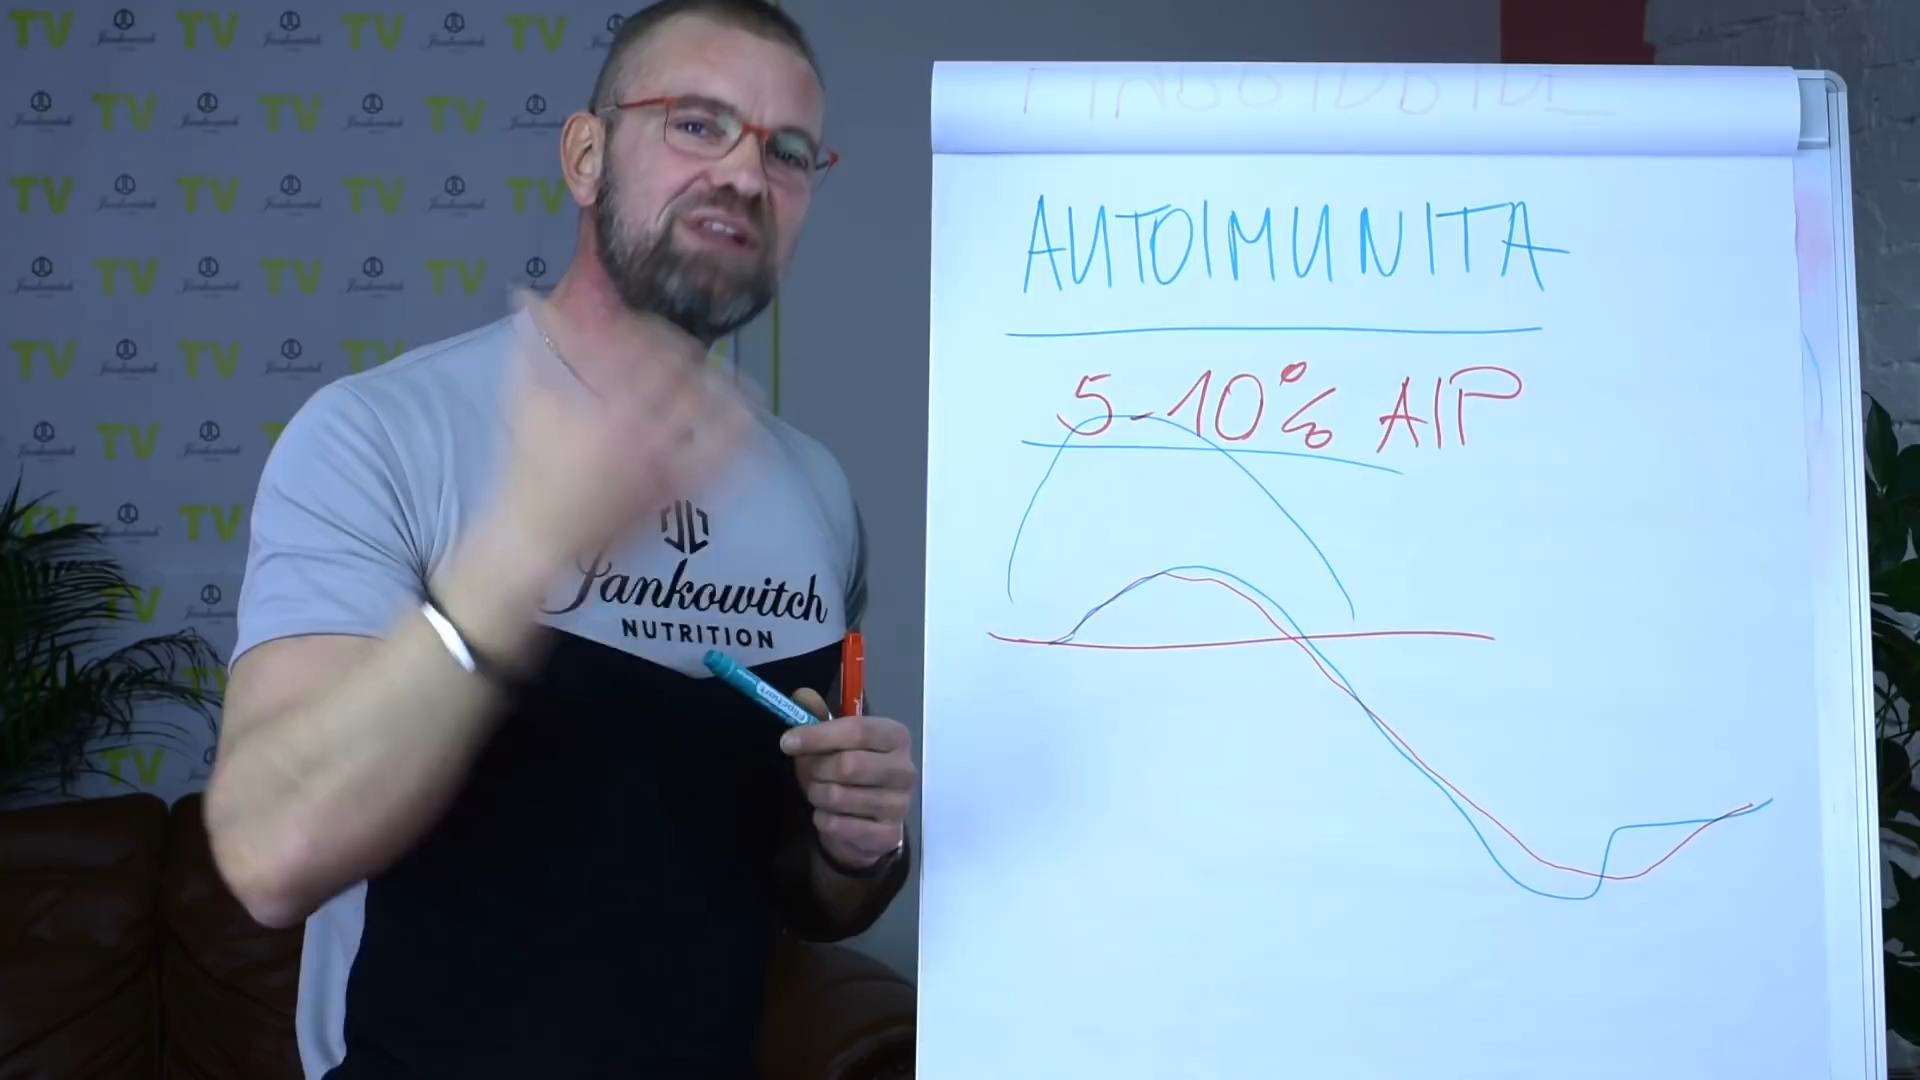 AUTOIMUNITA
5-10% AIP
Jankowitch
NUTRITION
TV